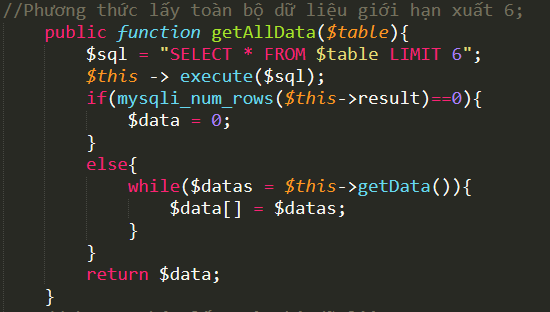 //Phương thức lấy toàn bộ dữ liệu giới hạn xuất 6;
public function getAllData($table){
$sql = "SELECT * FROM $table LIMIT 6";
$this -> execute($sql);
if(mysqli_num_rows($this->result)==0){
$data = 0;
}
else{
while($datas = $this->getData()){
$data[] = $datas;
}
}
return $data;
}